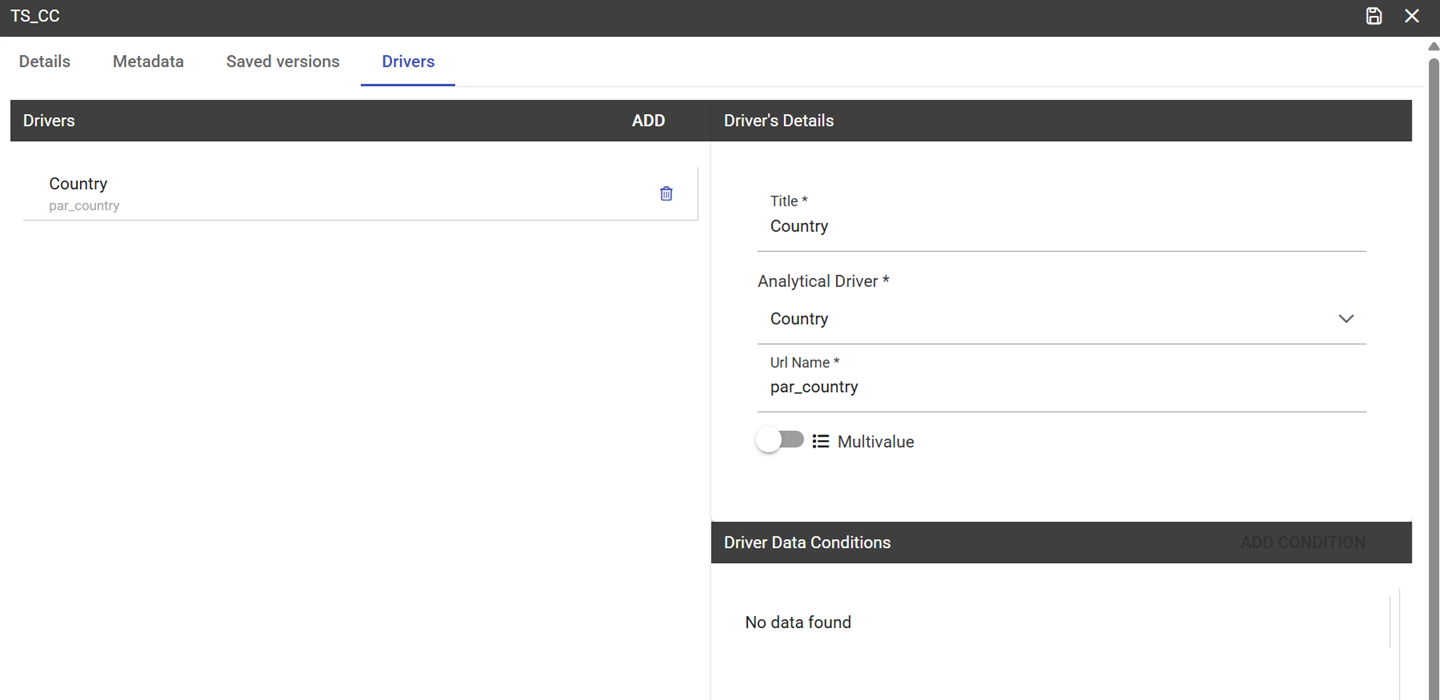 TS_CC
Details Metadata Saved versions Drivers
Drivers ADD
Driver's Details
Country
par_country
Title *
Country
Analytical Driver *
Country
Url Name *
par_country
Multivalue
Driver Data Conditions ADD CONDITION
No data found